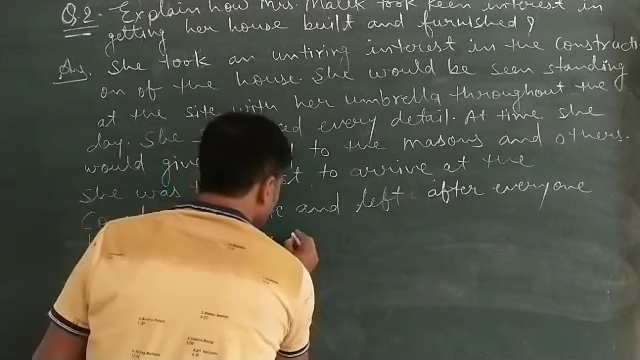 Q.2. Explain how Mrs. Malik took keen interest in
getting her house built and furnished?
Ans. She took an untiring interest in the Constructi
on of the house. She would be seen standing
at the site with her umbrella throughout the
day. She every detail. At time she
would give to the masons and others.
She was to arrive at the
and left after everyone